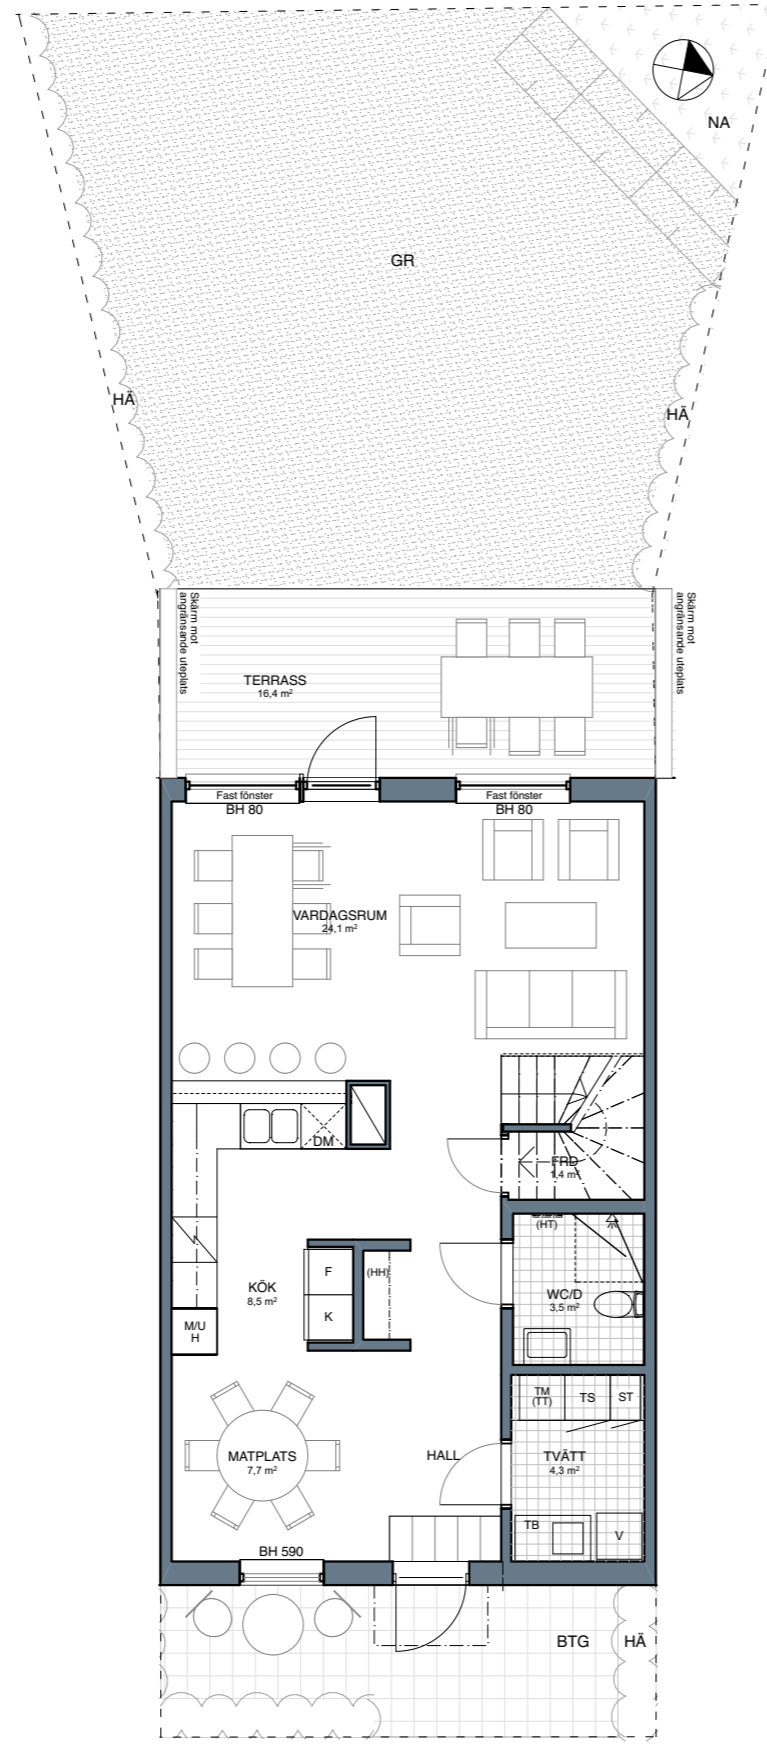 NA
GR
HÄ
HÄ
Skärm mot
angränsande uteplats
Skärm mot
angränsande uteplats
TERRASS
16,4 m²
Fast fönster
BH 80
Fast fönster
BH 80
VARDAGSRUM
24,1 m²
DM
FRD
1,4 m²
(HT)
F
(HH)
KÖK
8,5 m²
WC/D
3,5 m²
K
M/U
H
TM
(TT)
TS
ST
MATPLATS
7,7 m²
HALL
TVÄTT
4,3 m²
TB
V
BH 590
BTG
HÄ